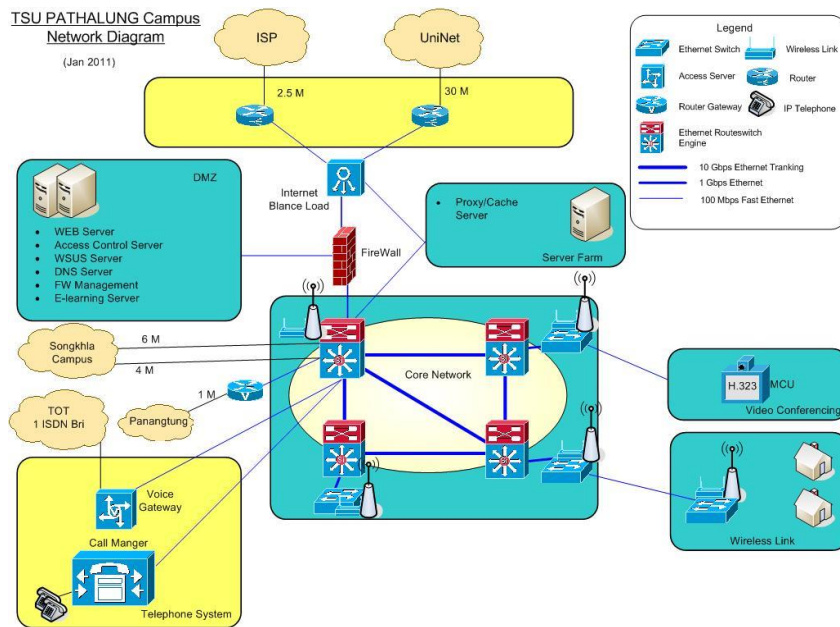 TSU PATHALUNG Campus
Network Diagram
(Jan 2011)
ISP
UniNet
2.5 M
30 M
Legend
Ethernet Switch
Wireless Link
Access Server
Router
Router Gateway
IP Telephone
Ethernet Routeswitch
Engine
10 Gbps Ethernet Tranking
1 Gbps Ethernet
100 Mbps Fast Ethernet
DMZ
• WEB Server
• Access Control Server
• WSUS Server
• DNS Server
• FW Management
• E-learning Server
Internet
Blance Load
FireWall
• Proxy/Cache
Server
Server Farm
Songkhla
Campus
6 M
4 M
1 M
Panangtung
TOT
1 ISDN Bri
Core Network
SI
SI
SI
SI
V
V
H.323
MCU
Video Conferencing
Wireless Link
Voice
Gateway
Call Manger
Telephone System